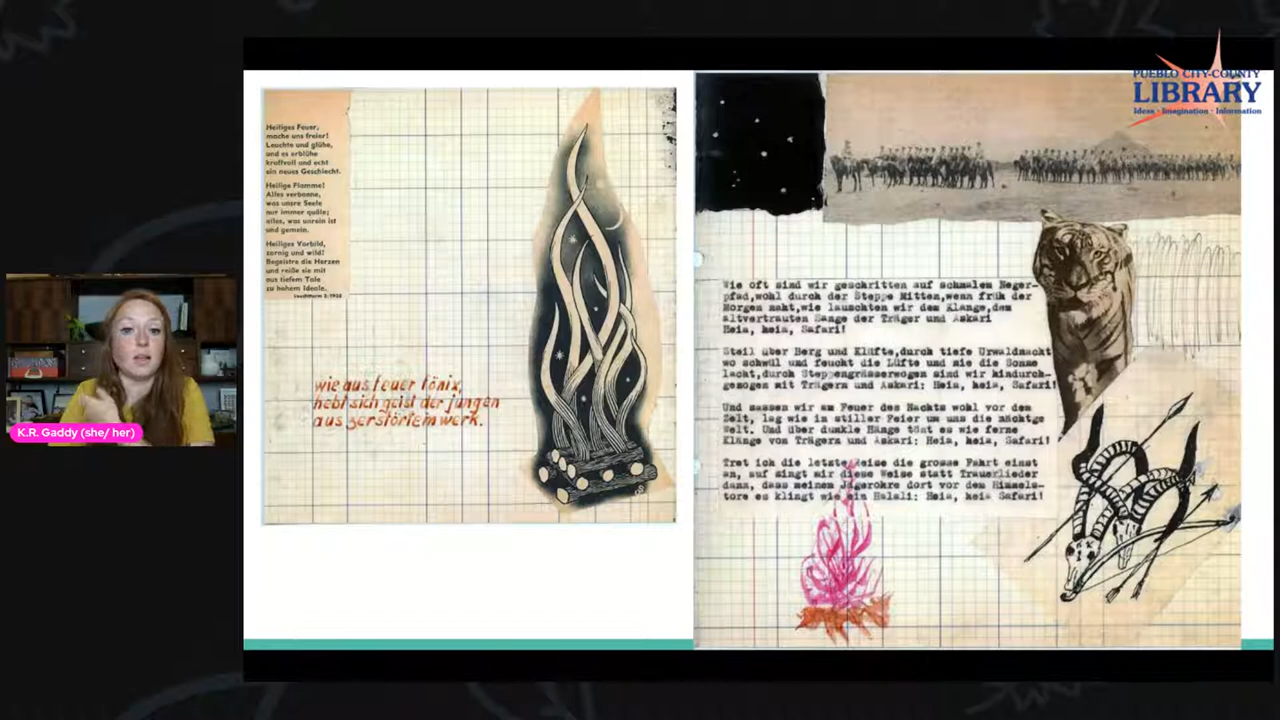 PUEBLO CITY-COUNTY
LIBRARY
Ideas • Imagination • Information
Heiliges Feuer,
mache uns freier!
Leuchte und glühe,
und es erblühe
kraftvoll und echt
ein neues Geschlecht.
Heilige Flamme!
Alles verbanne,
was unsre Seele
nur immer quäle;
alles, was unrein ist
und gemein.
Heiliges Vorbild,
zornig und wild!
Begeistre die Herzen
und reiße sie mit
aus tiefem Tale
zu hohem Ideale.
wie aus feuer fönix,
hebt sich geist der jungen
aus zerstörtem werk.
Wie oft sind wir geschritten auf schmalem Neger-
pfad,wohl durch der Steppe Mitten,wenn früh der
Morgen naht,wie lauschten wir dem Klange,dem
altvertrauten Sange der Träger und Askari
Heia, heia, Safari!
Steil über Berg und Klüfte,durch tiefe Urwaldnacht
wo schwül und feucht die Lüfte und nie die Sonne
lacht,durch Steppengräserwogen sind wir hindurch-
gezogen mit Trägern und Askari: Heia, heia, Safari!
Und sassen wir am Feuer des Nachts wohl vor dem
Zelt, lag wie in stiller Feier um uns die nächtge
Welt. Und über dunkle Hänge tönt es wie ferne
Klänge von Trägern und Askari: Heia, heia, Safari!
Tret ich die letzte Reise die grosse Fahrt einst
an, auf singt mir diese Weise statt Trauerlieder
dann, dass meinem Jägerohre dort vor dem Himmels-
tore es klingt wie ein Halali: Heia, heia Safari!
K.R. Gaddy (she/ her)